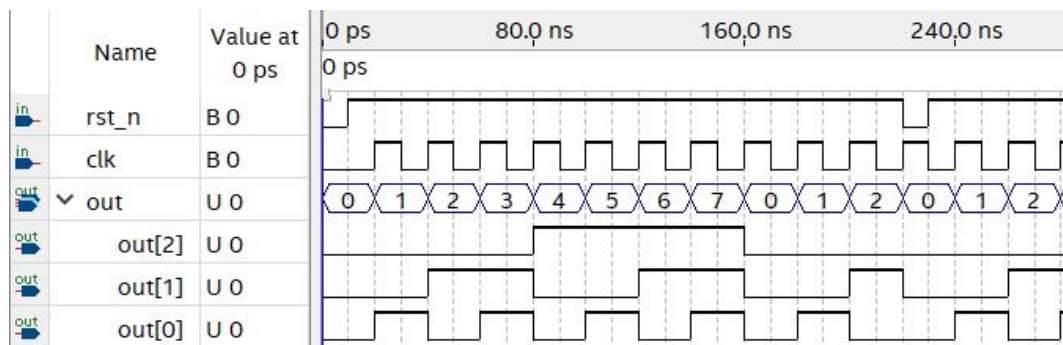 Name Value at 0 ps 0 ps 80.0 ns 160.0 ns 240.0 ns
0 ps
in rst_n B 0
in clk B 0
out out U 0 0 1 2 3 4 5 6 7 0 1 2 0 1 2
out out[2] U 0
out out[1] U 0
out out[0] U 0